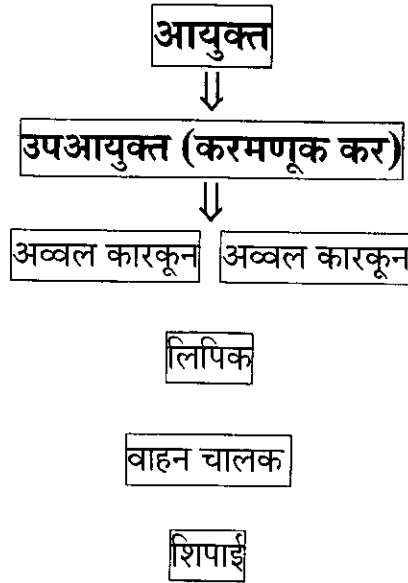 आयुक्त
उपआयुक्त (करमणूक कर)
अव्वल कारकून अव्वल कारकून
लिपिक
वाहन चालक
शिपाई